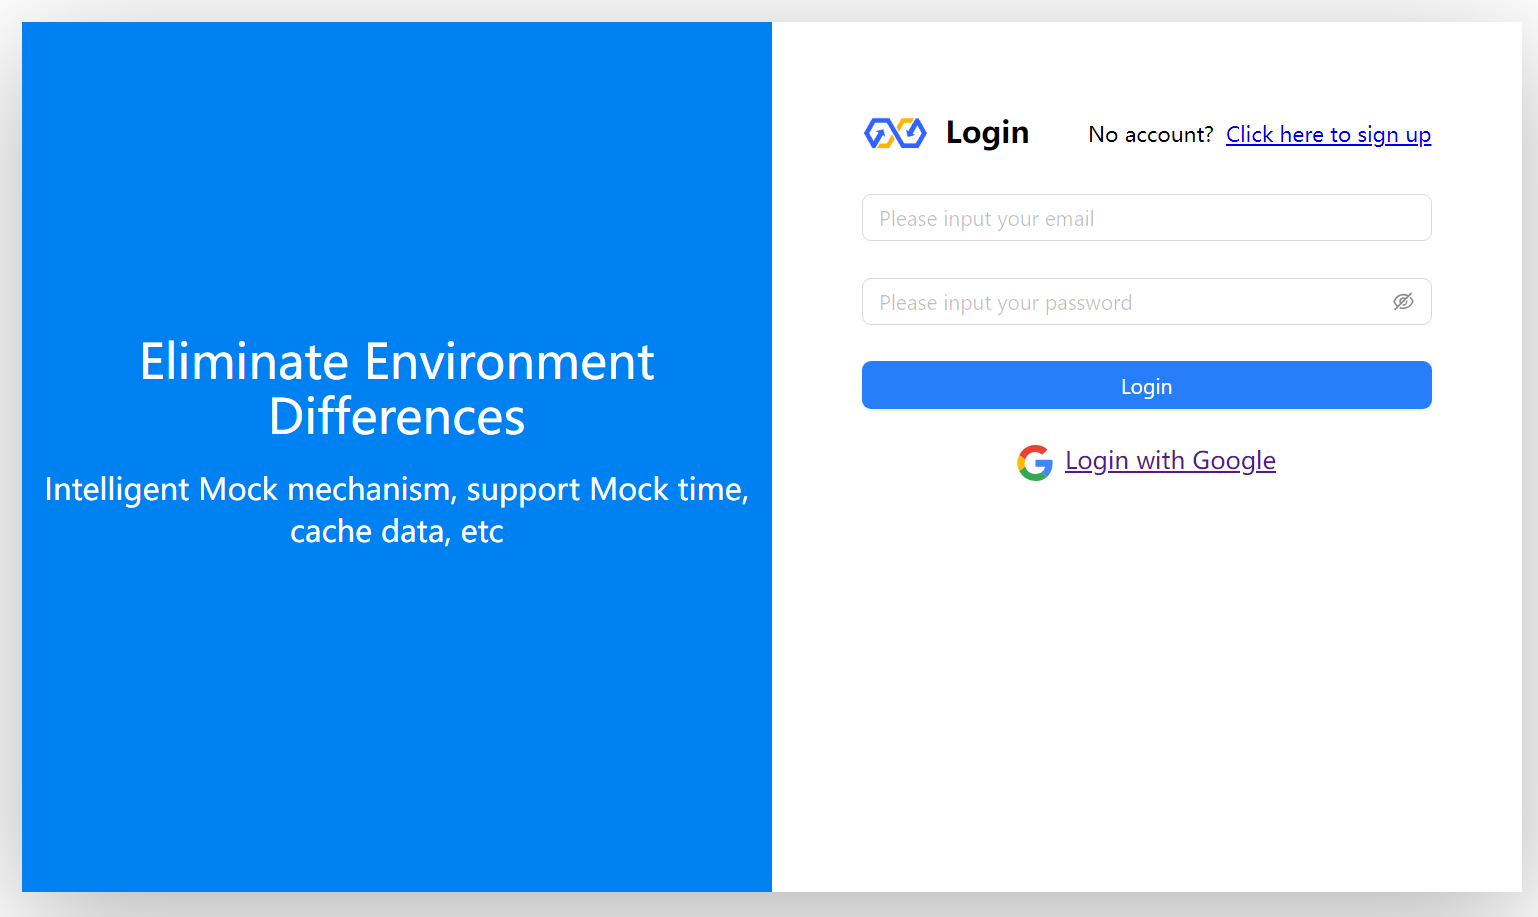 Eliminate Environment
Differences
Intelligent Mock mechanism, support Mock time,
cache data, etc
Login
No account? Click here to sign up
Please input your email
Please input your password
Login
Login with Google